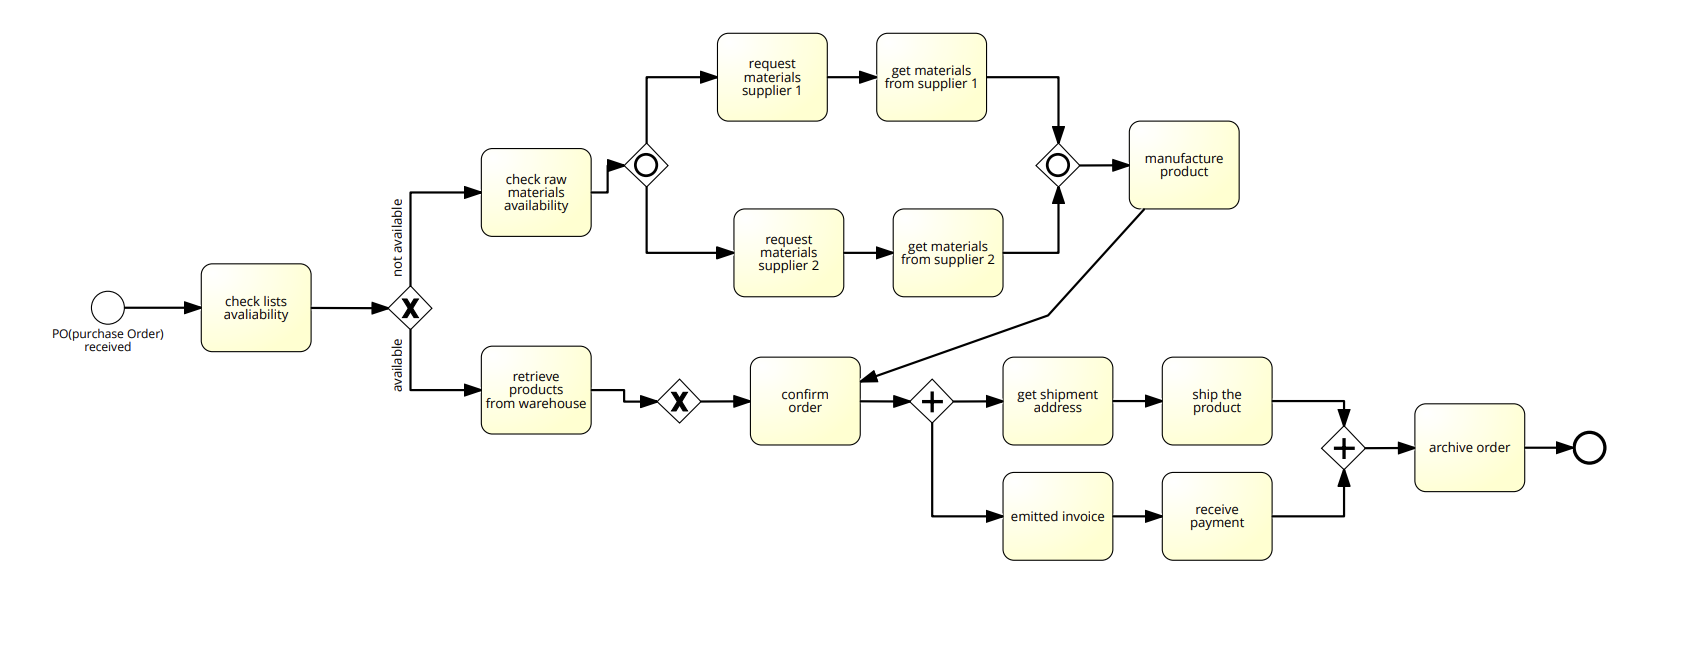 PO(purchase Order)
received
check lists
avaliability
not available
available
check raw
materials
availability
retrieve
products
from warehouse
request
materials
supplier 1
get materials
from supplier 1
request
materials
supplier 2
get materials
from supplier 2
manufacture
product
confirm
order
get shipment
address
ship the
product
emitted invoice
receive
payment
archive order